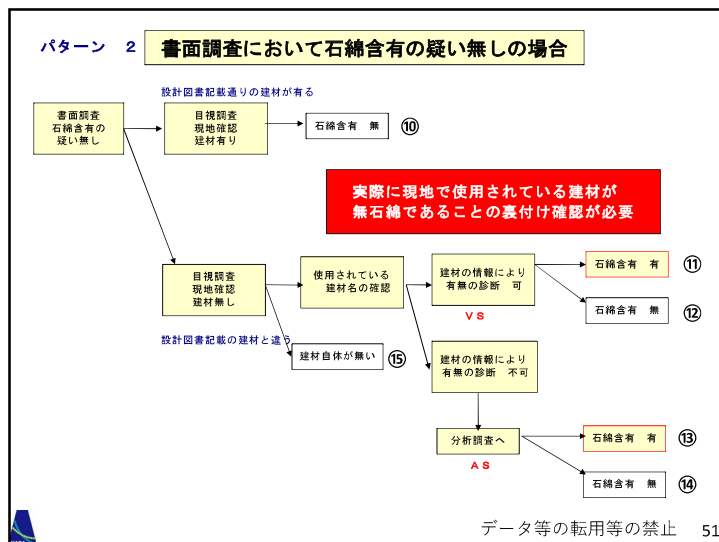 パターン 2
書面調査において石綿含有の疑い無しの場合
設計図書記載通りの建材が有る
書面調査
石綿含有の
疑い無し
目視調査
現地確認
建材有り
石綿含有 無
⑩
実際に現地で使用されている建材が
無石綿であることの裏付け確認が必要
目視調査
現地確認
建材無し
使用されている
建材名の確認
建材の情報により
有無の診断 可
VS
石綿含有 有
⑪
石綿含有 無
⑫
設計図書記載の建材と違う
建材自体が無い
⑮
建材の情報により
有無の診断 不可
分析調査へ
AS
石綿含有 有
⑬
石綿含有 無
⑭
データ等の転用等の禁止
51